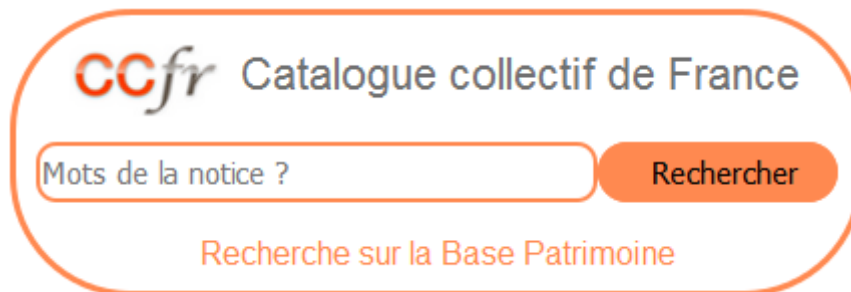 CCfr Catalogue collectif de France
Mots de la notice ? Rechercher
Recherche sur la Base Patrimoine